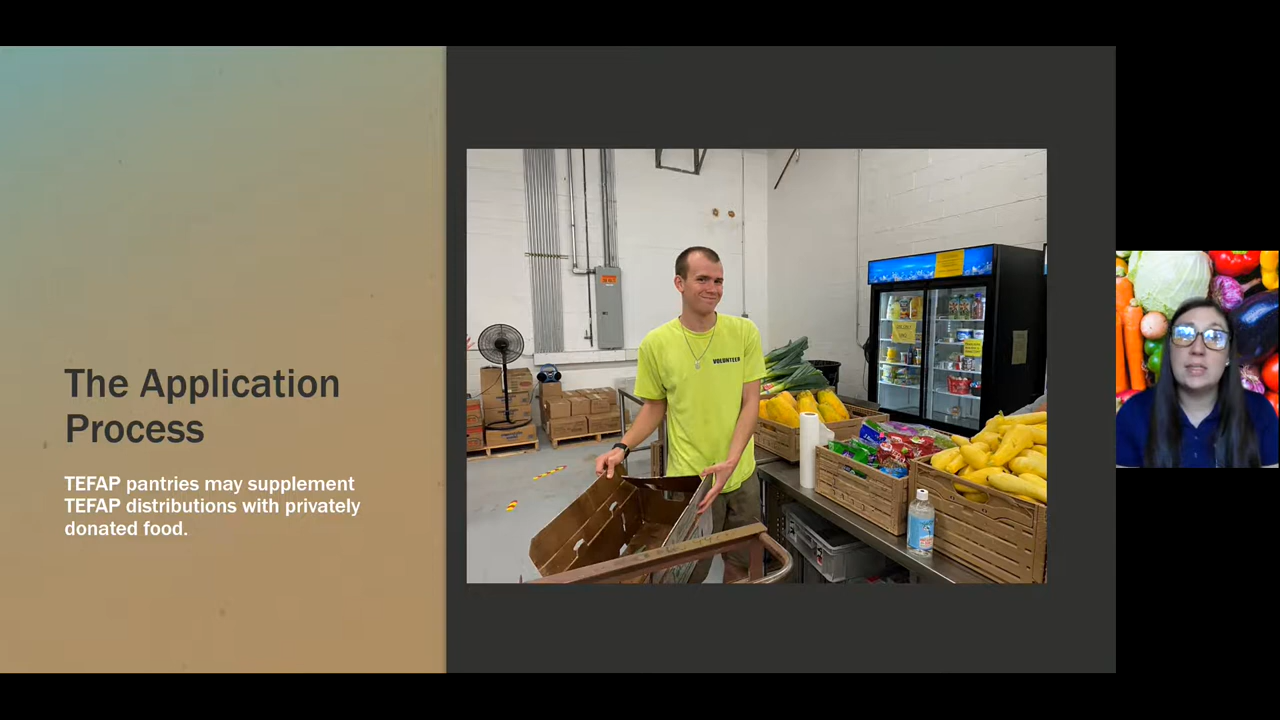 The Application
Process
TEFAP pantries may supplement
TEFAP distributions with privately
donated food.
VOLUNTEER